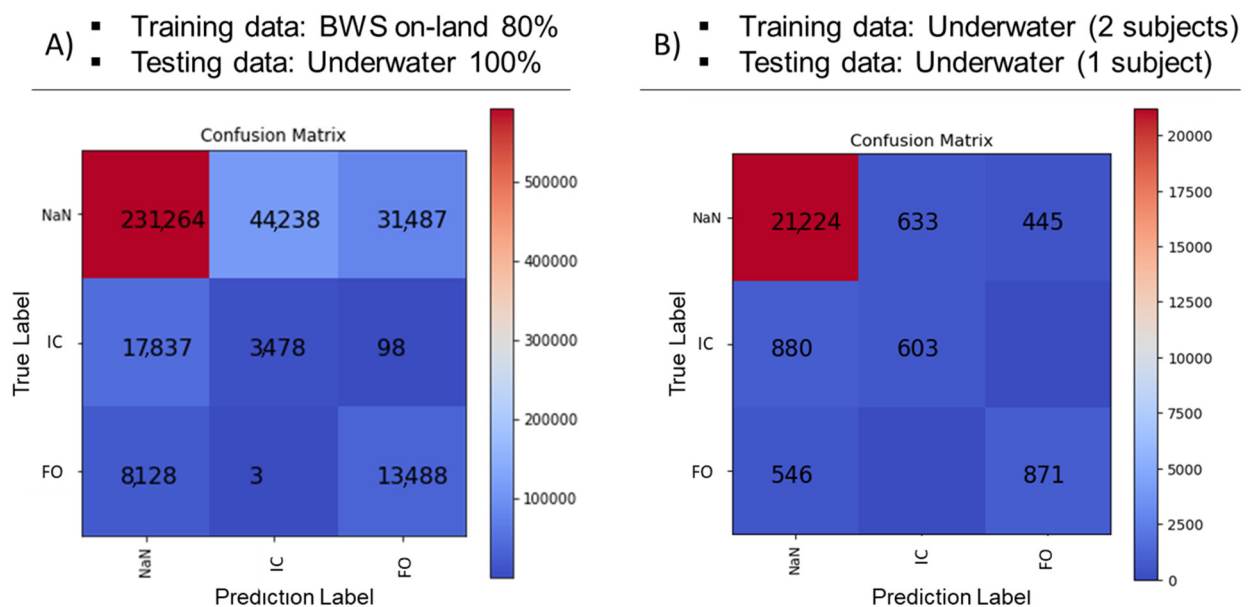 A)
▪ Training data: BWS on-land 80%
▪ Testing data: Underwater 100%
Confusion Matrix
True Label
NaN
231,264 44,238 31,487
IC
17,837 3,478 98
FO
8,128 3 13,488
NaN IC FO
Prediction Label
500000
400000
300000
200000
100000
B)
▪ Training data: Underwater (2 subjects)
▪ Testing data: Underwater (1 subject)
Confusion Matrix
True Label
NaN
21,224 633 445
IC
880 603
FO
546 871
NaN IC FO
Prediction Label
20000
17500
15000
12500
10000
7500
5000
2500
0